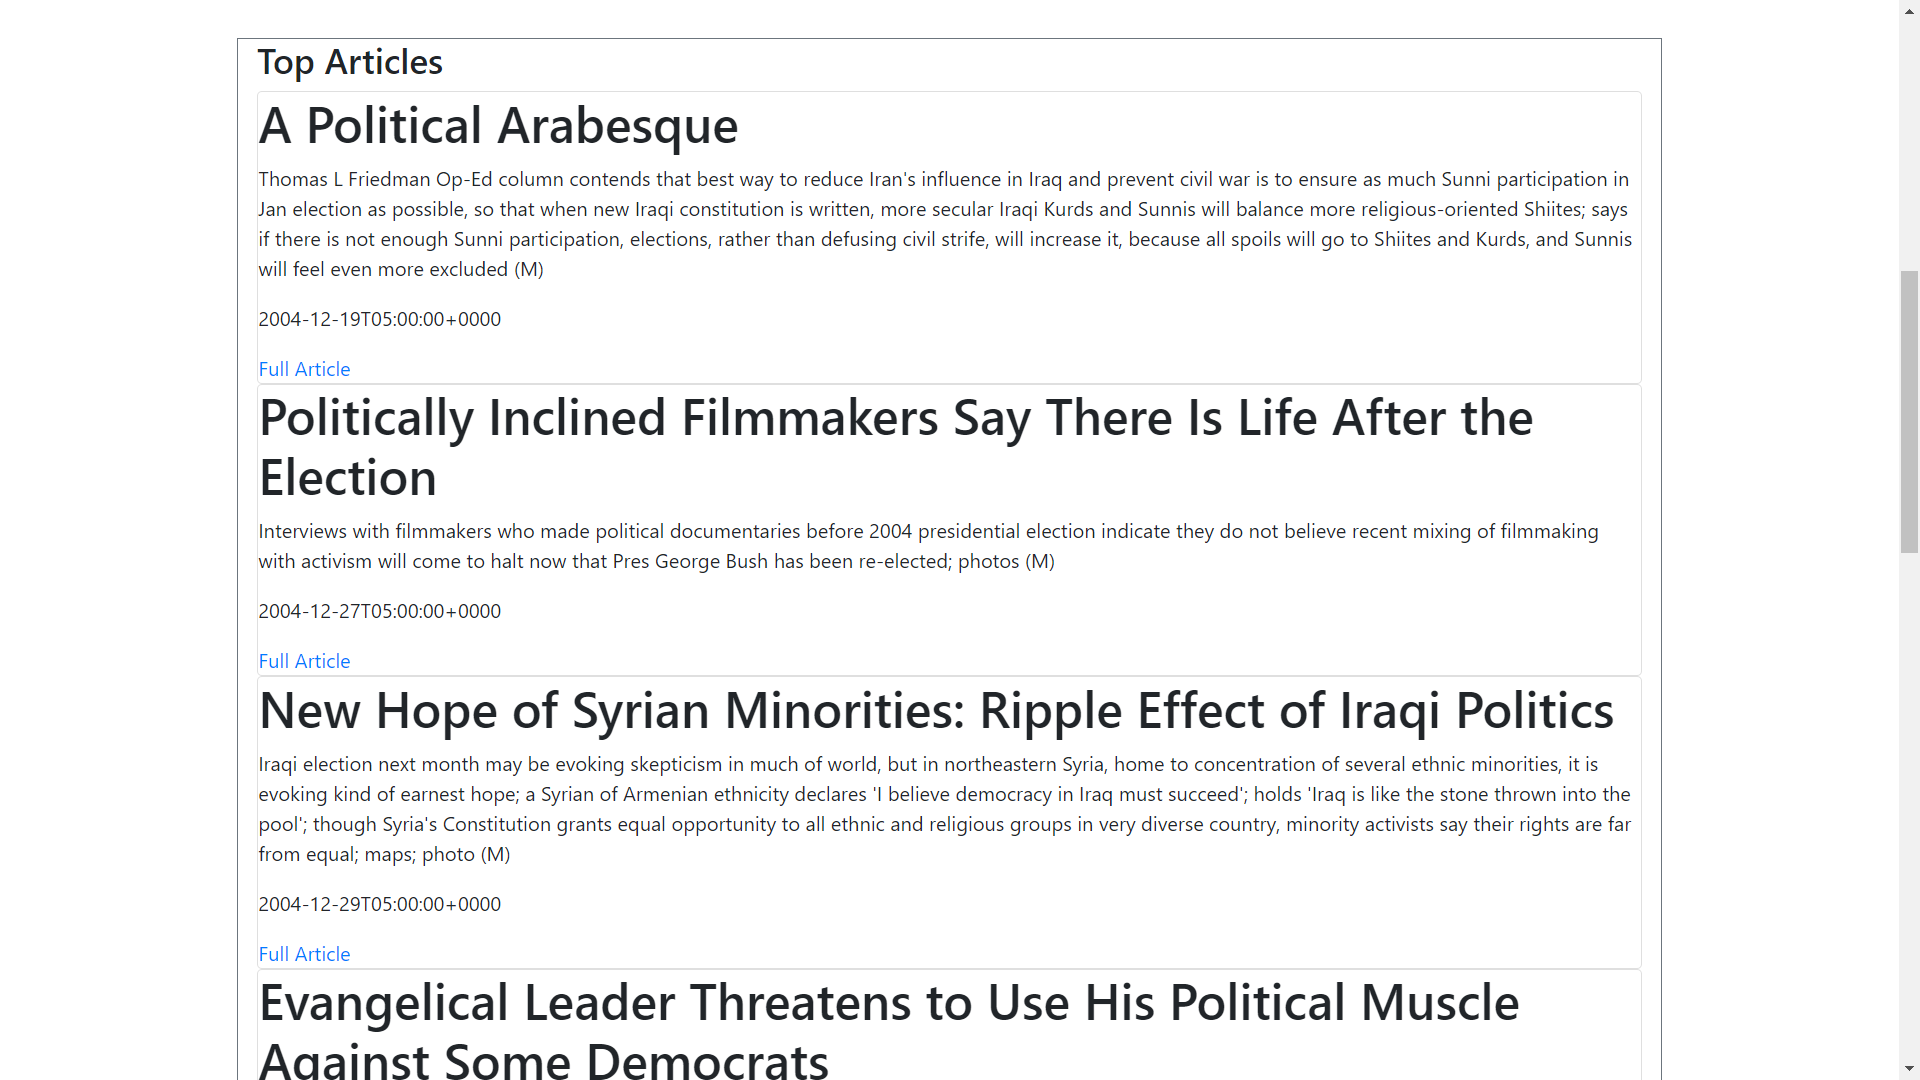 Top Articles
A Political Arabesque
Thomas L Friedman Op-Ed column contends that best way to reduce Iran's influence in Iraq and prevent civil war is to ensure as much Sunni participation in
Jan election as possible, so that when new Iraqi constitution is written, more secular Iraqi Kurds and Sunnis will balance more religious-oriented Shiites; says
if there is not enough Sunni participation, elections, rather than defusing civil strife, will increase it, because all spoils will go to Shiites and Kurds, and Sunnis
will feel even more excluded (M)
2004-12-19T05:00:00+0000
Full Article
Politically Inclined Filmmakers Say There Is Life After the
Election
Interviews with filmmakers who made political documentaries before 2004 presidential election indicate they do not believe recent mixing of filmmaking
with activism will come to halt now that Pres George Bush has been re-elected; photos (M)
2004-12-27T05:00:00+0000
Full Article
New Hope of Syrian Minorities: Ripple Effect of Iraqi Politics
Iraqi election next month may be evoking skepticism in much of world, but in northeastern Syria, home to concentration of several ethnic minorities, it is
evoking kind of earnest hope; a Syrian of Armenian ethnicity declares 'I believe democracy in Iraq must succeed'; holds 'Iraq is like the stone thrown into the
pool'; though Syria's Constitution grants equal opportunity to all ethnic and religious groups in very diverse country, minority activists say their rights are far
from equal; maps; photo (M)
2004-12-29T05:00:00+0000
Full Article
Evangelical Leader Threatens to Use His Political Muscle
Against Some Democrats